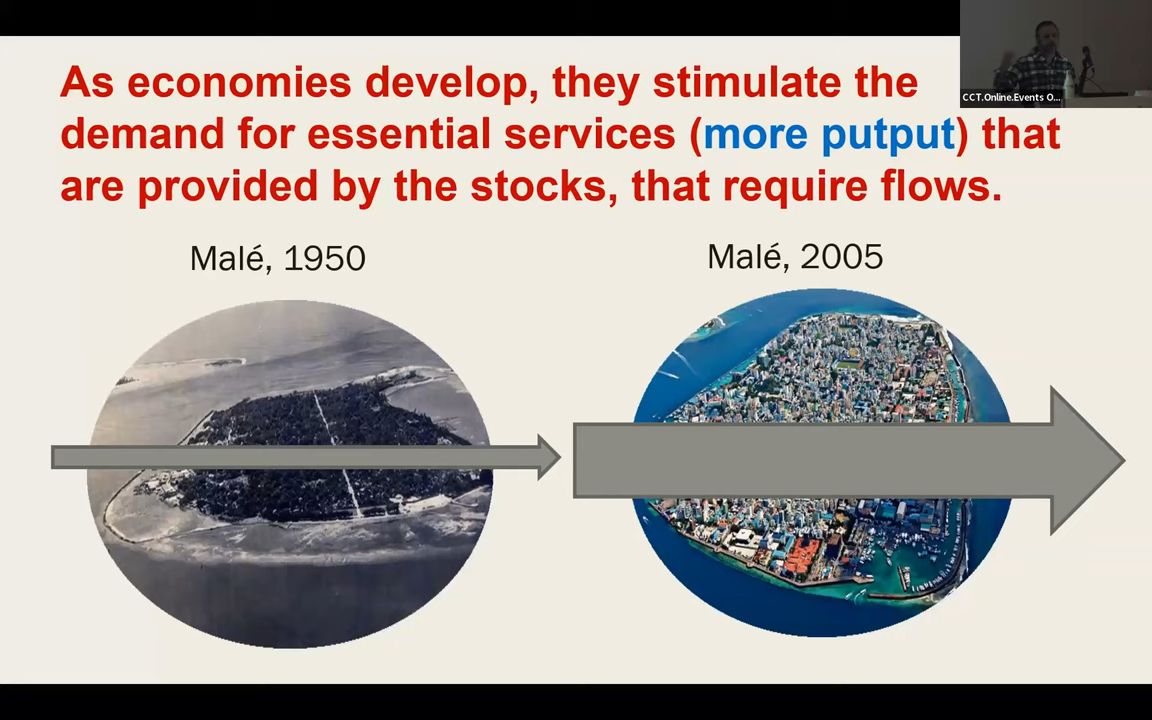 As economies develop, they stimulate the
demand for essential services (more putput) that
are provided by the stocks, that require flows.
Malé, 1950
Malé, 2005
CCT.Online.Events O...